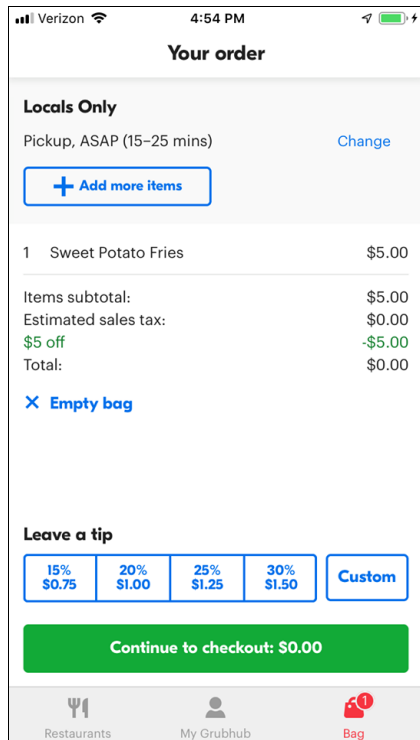 Verizon 4:54 PM
Your order
Locals Only
Pickup, ASAP (15–25 mins) Change
Add more items
1 Sweet Potato Fries $5.00
Items subtotal: $5.00
Estimated sales tax: $0.00
$5 off -$5.00
Total: $0.00
Empty bag
Leave a tip
15% 20% 25% 30% Custom
$0.75 $1.00 $1.25 $1.50
Continue to checkout: $0.00
1
Restaurants My Grubhub Bag